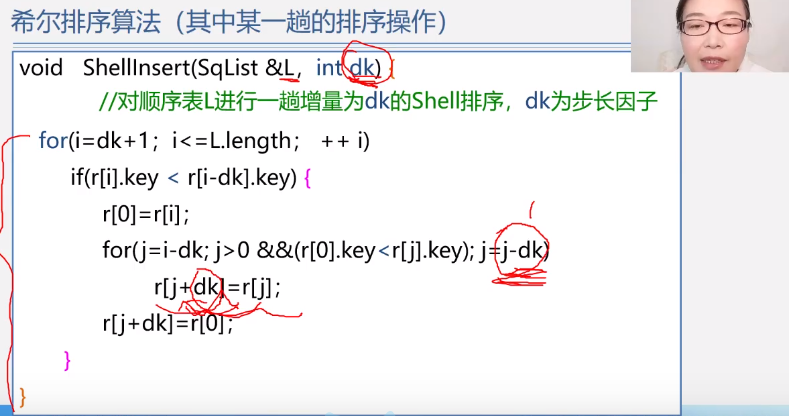 希尔排序算法（其中某一趟的排序操作）
void ShellInsert(SqList &L, int dk) {
//对顺序表L进行一趟增量为dk的Shell排序，dk为步长因子
for(i=dk+1; i<=L.length; ++ i)
if(r[i].key < r[i-dk].key) {
r[0]=r[i];
for(j=i-dk; j>0 &&(r[0].key<r[j].key); j=j-dk)
r[j+dk]=r[j];
r[j+dk]=r[0];
}
}